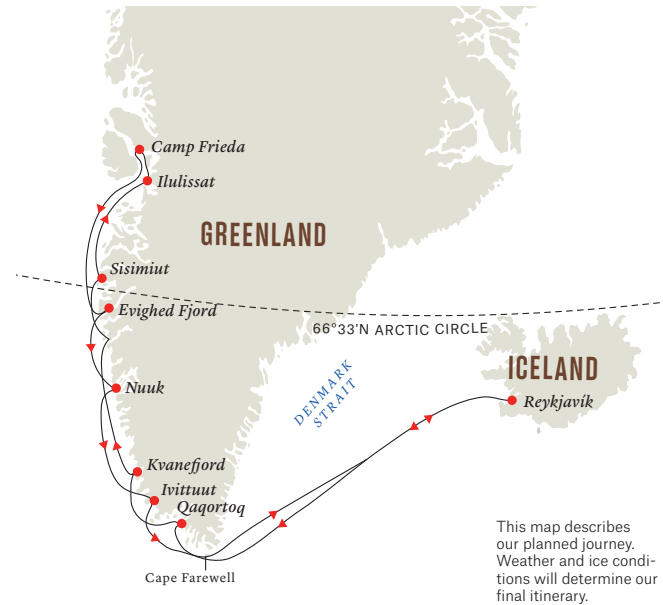 Camp Frieda
Ilulissat
GREENLAND
Sisimiut
Evighed Fjord
66°33'N ARCTIC CIRCLE
ICELAND
DENMARK
STRAIT
Nuuk
Reykjavík
Kvanefjord
Ivittuut
Qaqortoq
Cape Farewell
This map describes
our planned journey.
Weather and ice condi-
tions will determine our
final itinerary.